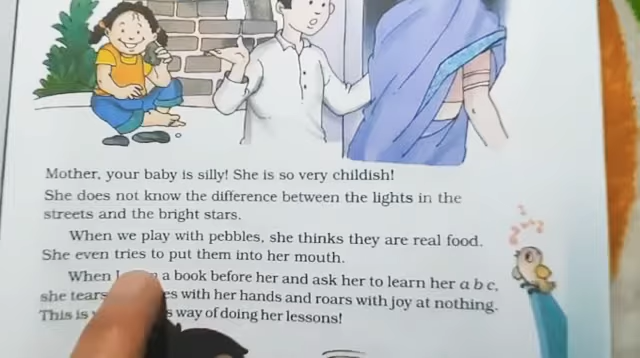 Mother, your baby is silly! She is so very childish!
She does not know the difference between the lights in the
streets and the bright stars.
When we play with pebbles, she thinks they are real food.
She even tries to put them into her mouth.
When I a book before her and ask her to learn her a b c,
she tears with her hands and roars with joy at nothing.
This is way of doing her lessons!